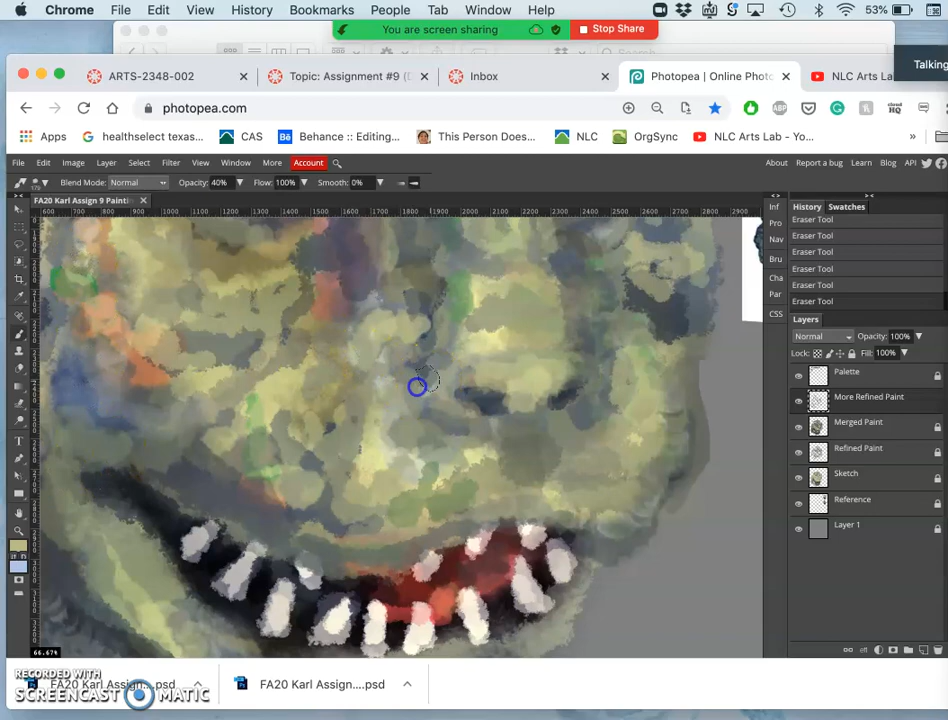 Chrome File Edit View History Bookmarks People Tab Window Help 53%
You are screen sharing Stop Share
Search
Talking
ARTS-2348-002 Topic: Assignment #9 (D Inbox Photopea | Online Photo NLC Arts La
photopea.com
Apps healthselect texas... CAS Behance :: Editing... This Person Does... NLC OrgSync NLC Arts Lab - Yo... »
File Edit Image Layer Select Filter View Window More Account About Report a bug Learn Blog API
179 Blend Mode: Normal Opacity: 40% Flow: 100% Smooth: 0%
FA20 Karl Assign 9 Painti
600 700 800 900 1000 1100 1200 1300 1400 1500 1600 1700 1800 1900 2000 2100 2200 2300 2400 2500 2600 2700 2800 2900
Inf
Pro
Nav
Bru
Cha
Par
CSS
History Swatches
Eraser Tool
Eraser Tool
Eraser Tool
Eraser Tool
Eraser Tool
Eraser Tool
Layers
Normal Opacity: 100%
Lock: Fill: 100%
Palette
More Refined Paint
Merged Paint
Refined Paint
Sketch
Reference
Layer 1
66.67%
FA20 Karl Assign....psd FA20 Karl Assign....psd
RECORDED WITH
SCREENCAST MATIC